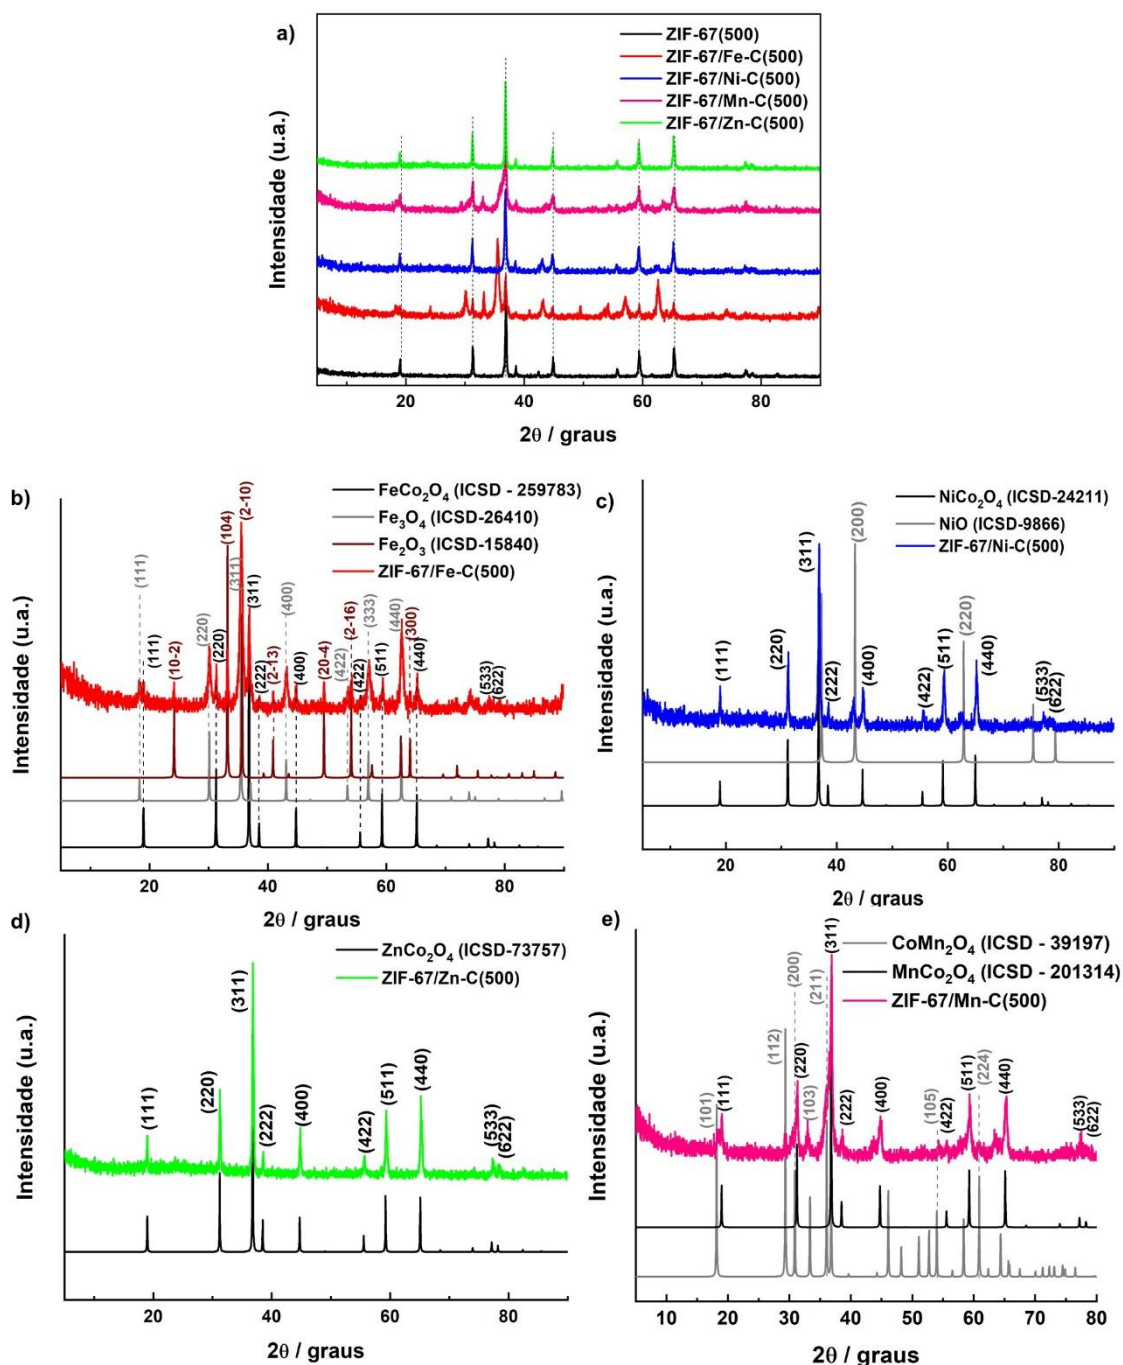 a)
ZIF-67(500)
ZIF-67/Fe-C(500)
ZIF-67/Ni-C(500)
ZIF-67/Mn-C(500)
ZIF-67/Zn-C(500)
Intensidade (u.a.)
20 40 60 80
2θ / graus
b)
FeCo₂O₄ (ICSD - 259783)
Fe₃O₄ (ICSD-26410)
Fe₂O₃ (ICSD-15840)
ZIF-67/Fe-C(500)
Intensidade (u.a.)
(111)
(111)
(10-2)
(220)
(220)
(104)
(311)
(2-10)
(311)
(222)
(2-13)
(400)
(400)
(20-4)
(422)
(2-16)
(422)
(333)
(511)
(440)
(300)
(440)
(533)
(622)
20 40 60 80
2θ / graus
c)
NiCo₂O₄ (ICSD-24211)
NiO (ICSD-9866)
ZIF-67/Ni-C(500)
Intensidade (u.a.)
(111)
(220)
(311)
(222)
(200)
(400)
(422)
(511)
(220)
(440)
(533)
(622)
20 40 60 80
2θ / graus
d)
ZnCo₂O₄ (ICSD-73757)
ZIF-67/Zn-C(500)
Intensidade (u.a.)
(111)
(220)
(311)
(222)
(400)
(422)
(511)
(440)
(533)
(622)
20 40 60 80
2θ / graus
e)
CoMn₂O₄ (ICSD - 39197)
MnCo₂O₄ (ICSD - 201314)
ZIF-67/Mn-C(500)
Intensidade (u.a.)
(101)
(111)
(112)
(200)
(220)
(103)
(211)
(311)
(222)
(400)
(105)
(422)
(511)
(224)
(440)
(533)
(622)
10 20 30 40 50 60 70 80
2θ / graus